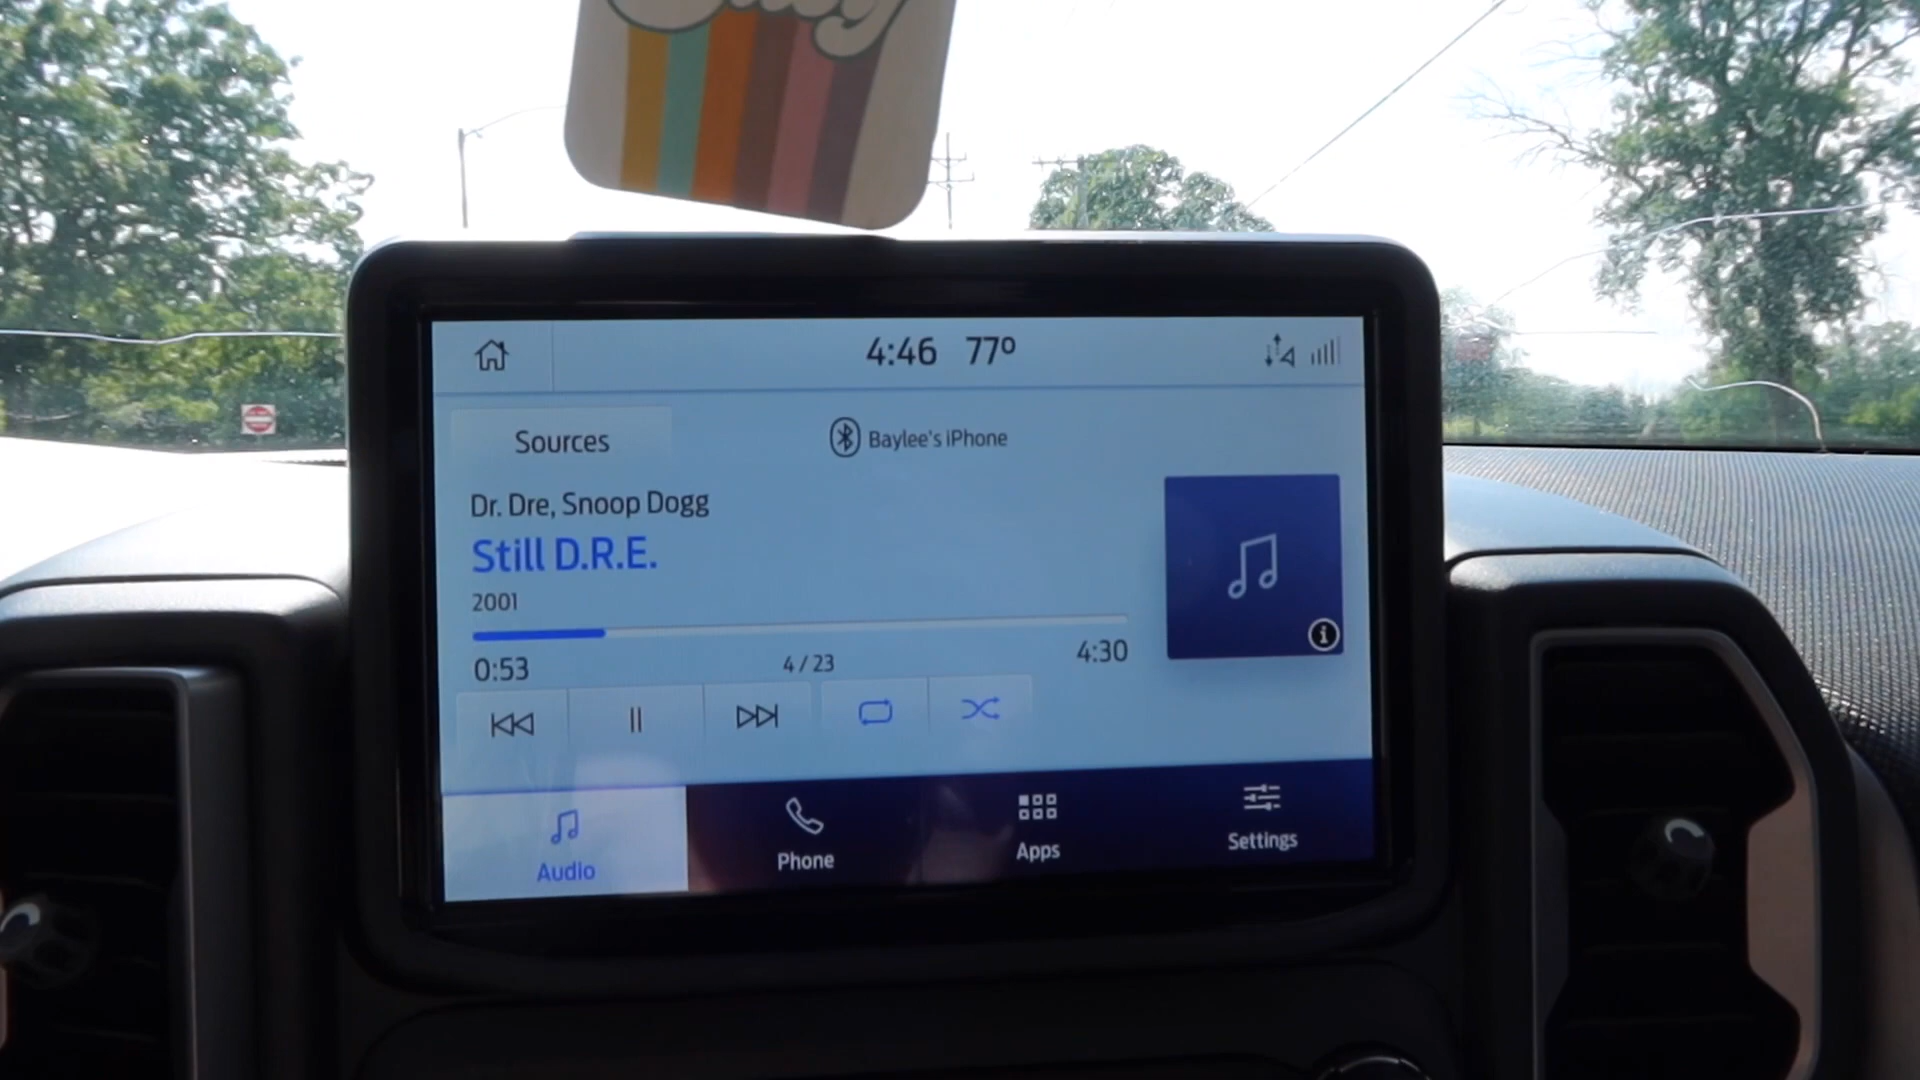 4:46 77°
Sources
Baylee's iPhone
Dr. Dre, Snoop Dogg
Still D.R.E.
2001
0:53
4/23
4:30
Audio
Phone
Apps
Settings